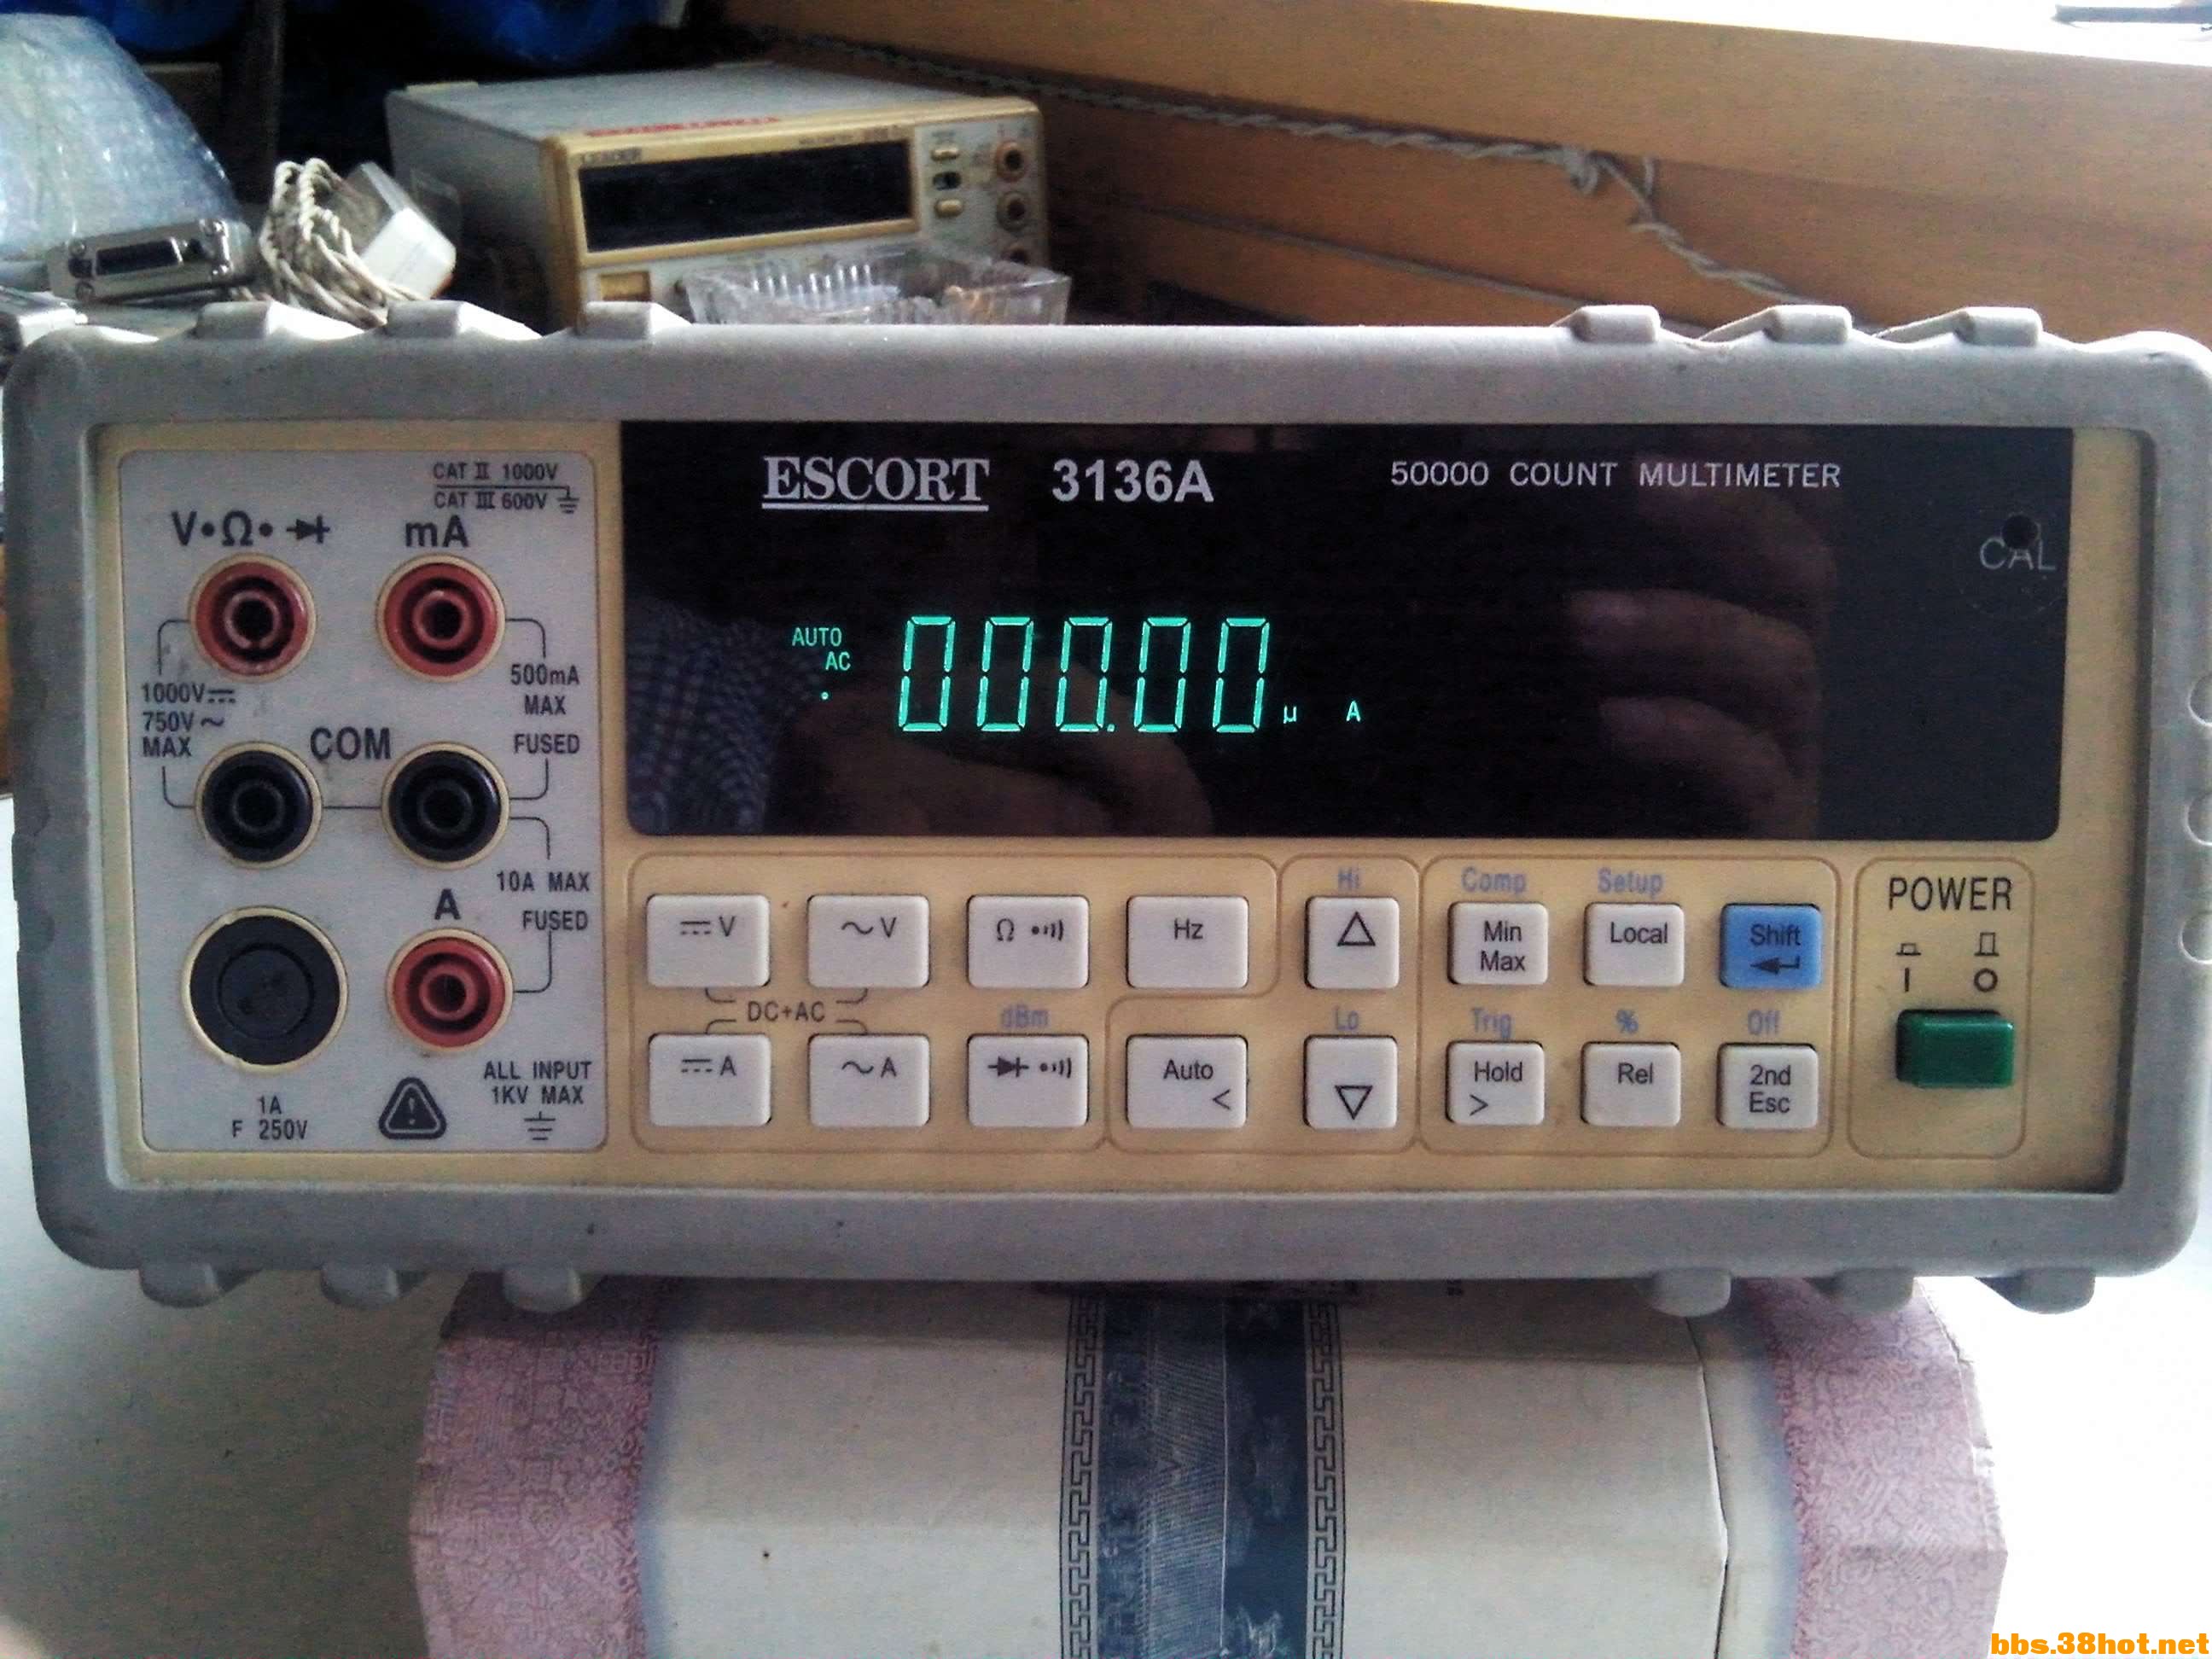 LEADER
ESCORT 3136A
50000 COUNT MULTIMETER
CAL
AUTO
AC
000.00 µ A
CAT II 1000V
CAT III 600V
V•Ω•
mA
1000V
750V ~
MAX
500mA
MAX
FUSED
COM
10A MAX
FUSED
A
1A
F 250V
ALL INPUT
1KV MAX
V
~V
Ω
Hz
DC+AC
A
~A
dBm
Auto
<
Hi
Lo
Comp
Min
Max
Setup
Local
Shift
Trig
Hold
>
%
Rel
Off
2nd
Esc
POWER
I O
bbs.38hot.net